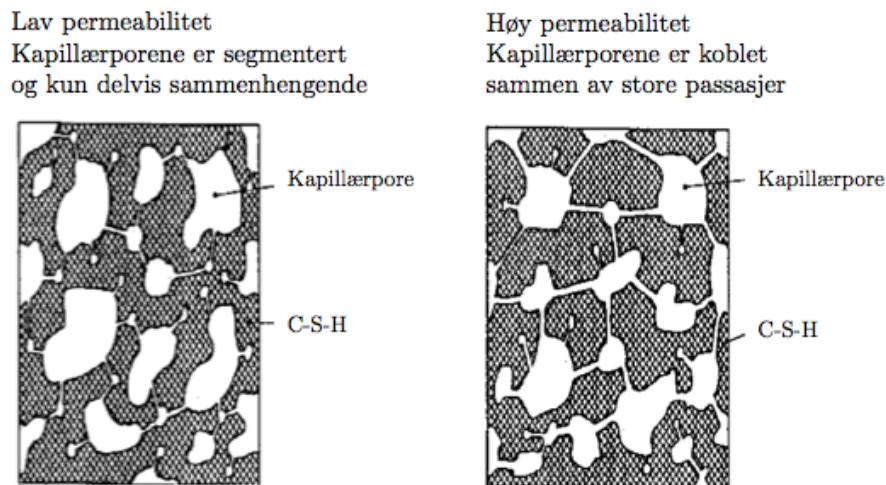 Lav permeabilitet
Kapillærporene er segmentert
og kun delvis sammenhengende
Høy permeabilitet
Kapillærporene er koblet
sammen av store passasjer
Kapillærpore
C-S-H
Kapillærpore
C-S-H